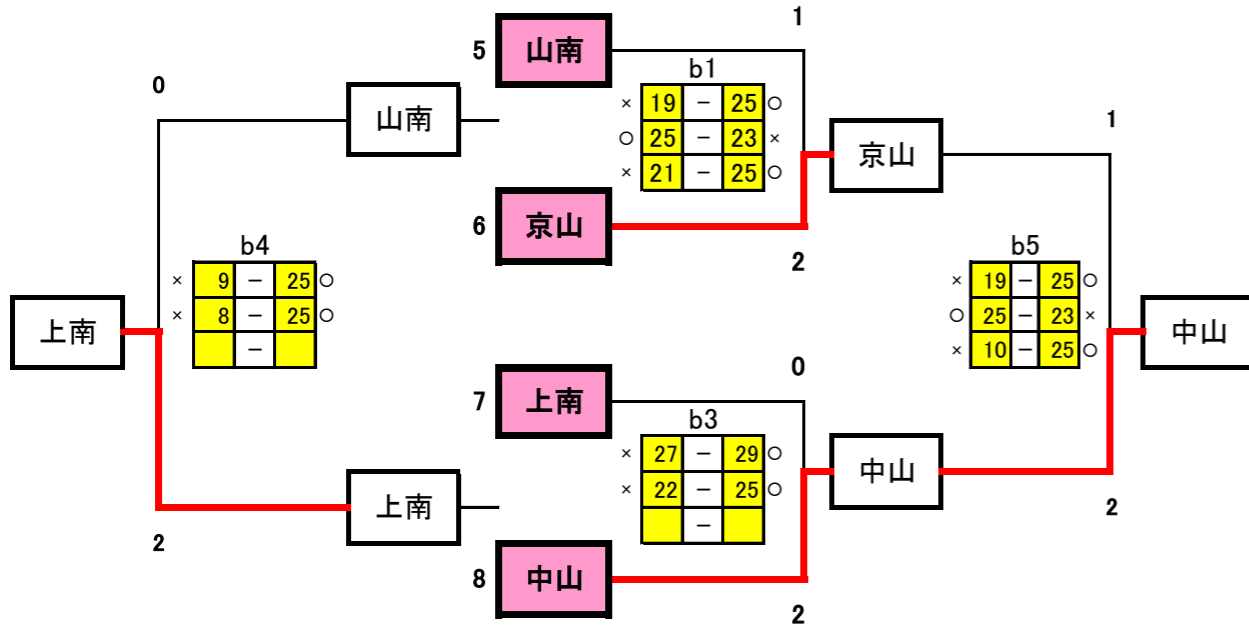 1
5 山南
0
b1
× 19 － 25 ○
○ 25 － 23 ×
× 21 － 25 ○
山南
京山
1
6 京山
2
b4
× 9 － 25 ○
× 8 － 25 ○
－
b5
× 19 － 25 ○
○ 25 － 23 ×
× 10 － 25 ○
上南
中山
0
7 上南
b3
× 27 － 29 ○
× 22 － 25 ○
－
中山
上南
2
2
8 中山
2